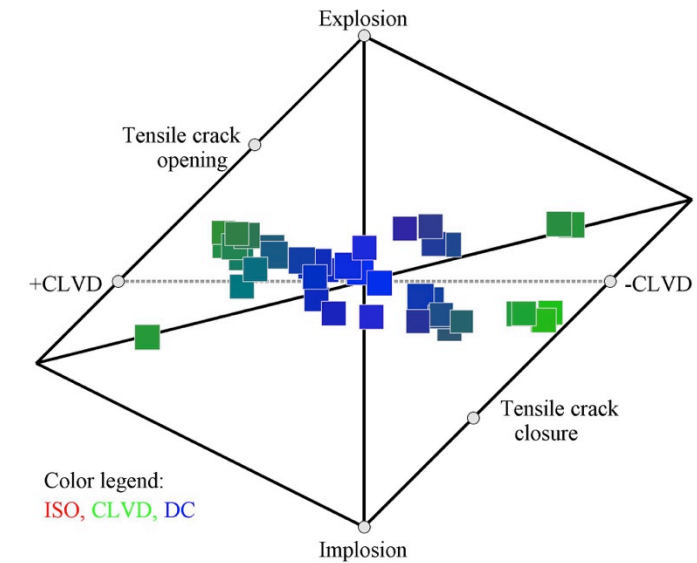 Explosion
Tensile crack
opening
+CLVD
-CLVD
Tensile crack
closure
Color legend:
ISO, CLVD, DC
Implosion